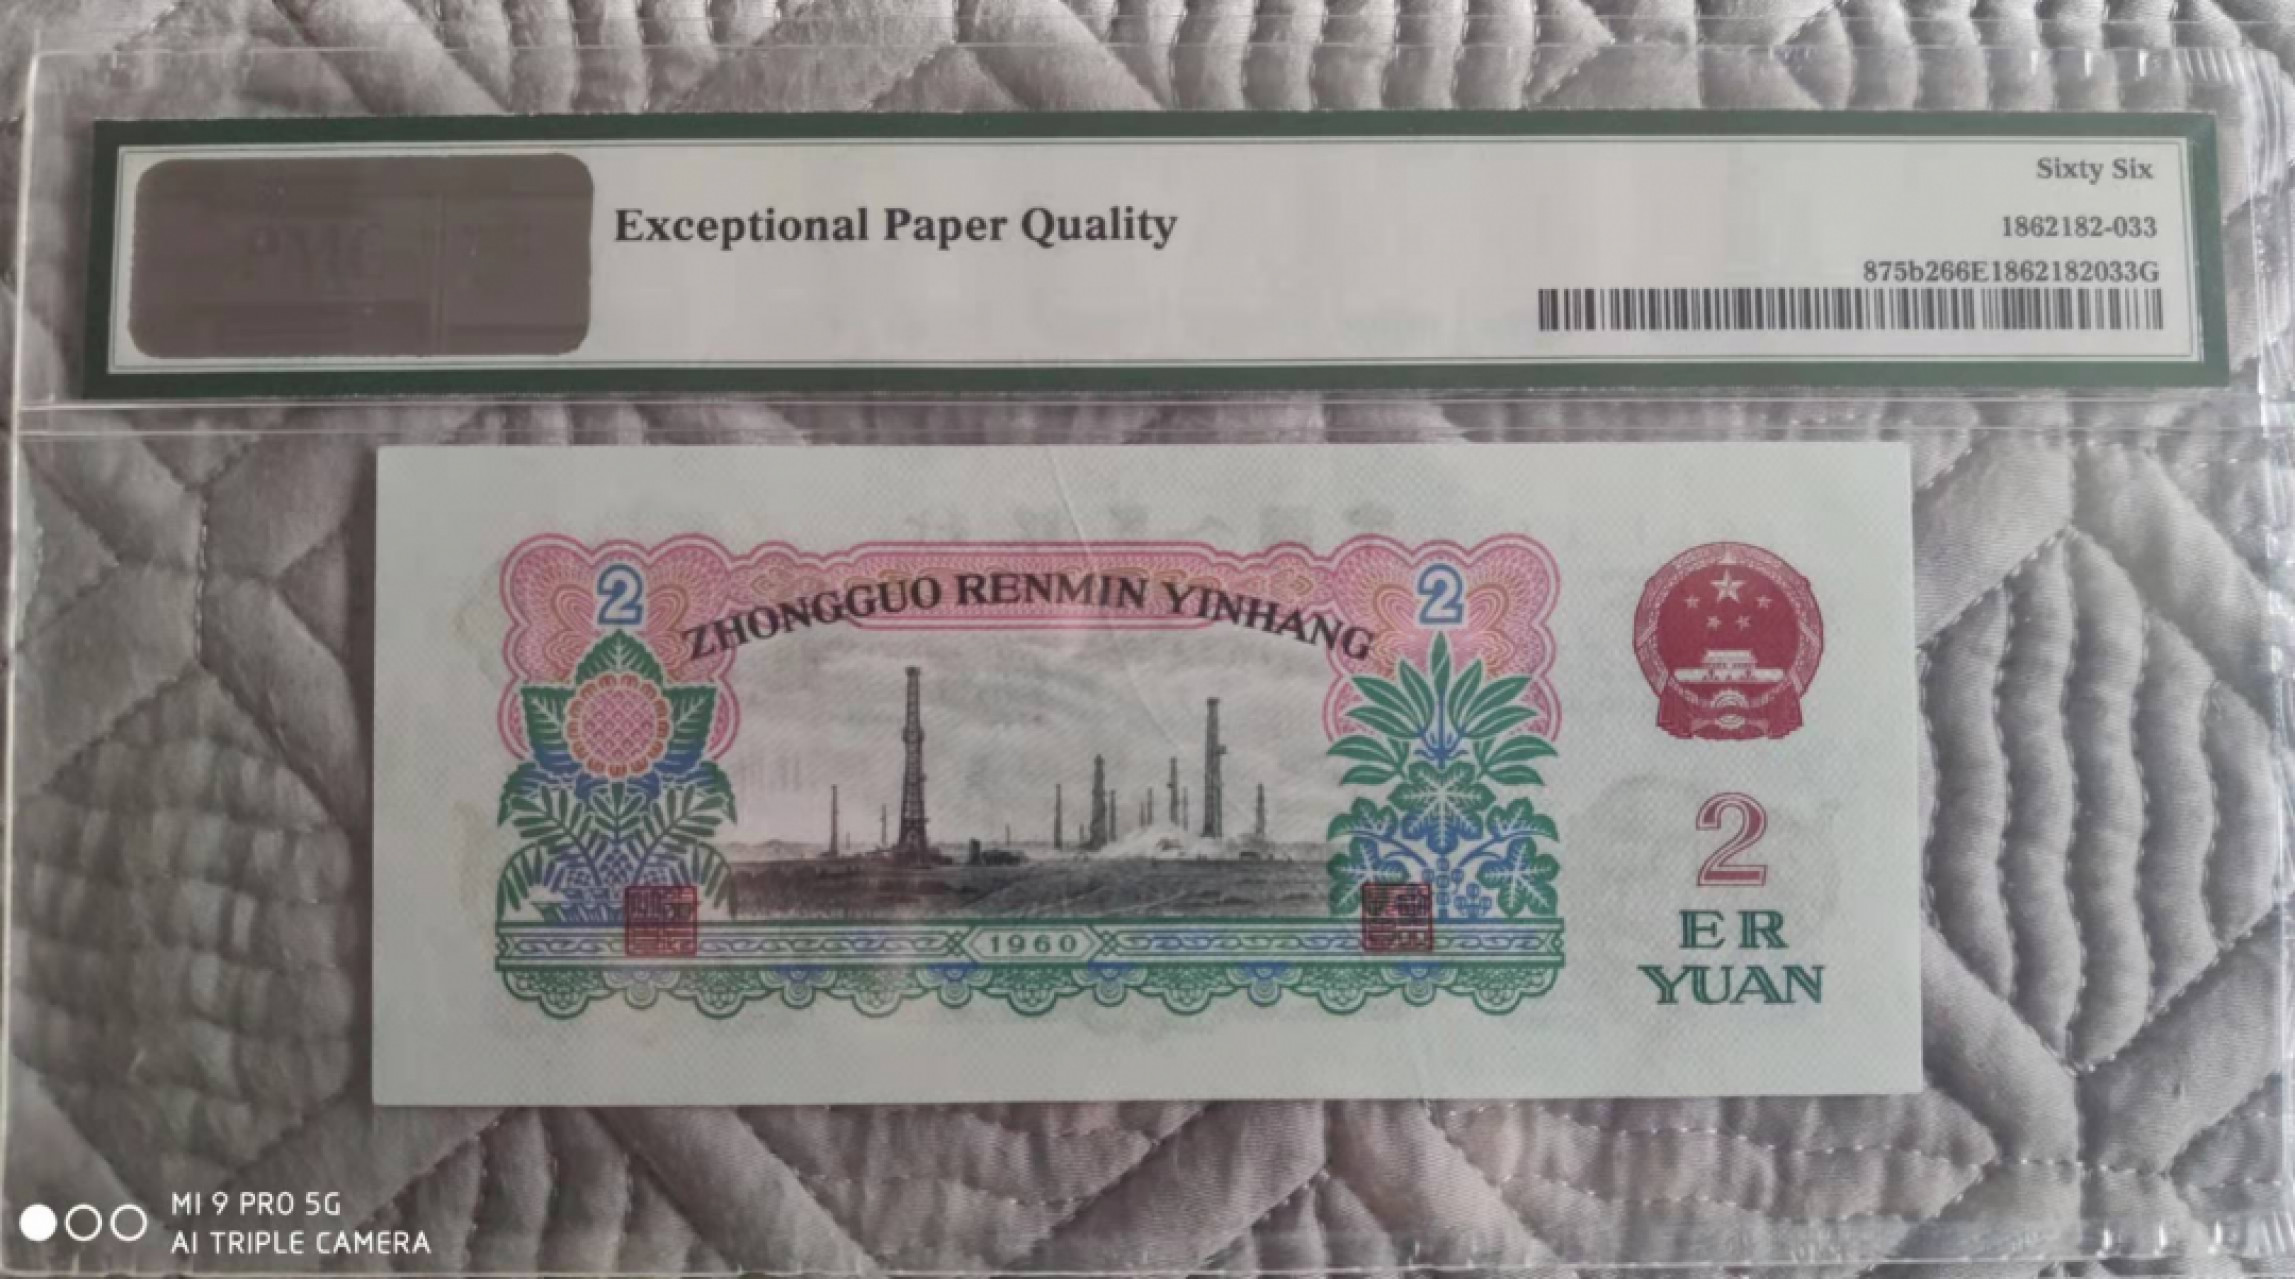 Sixty Six
Exceptional Paper Quality
1862182-033
875b266E1862182033G
2
2
ZHONGGUO RENMIN YINHANG
2
ER
YUAN
1960
MI 9 PRO 5G
AI TRIPLE CAMERA